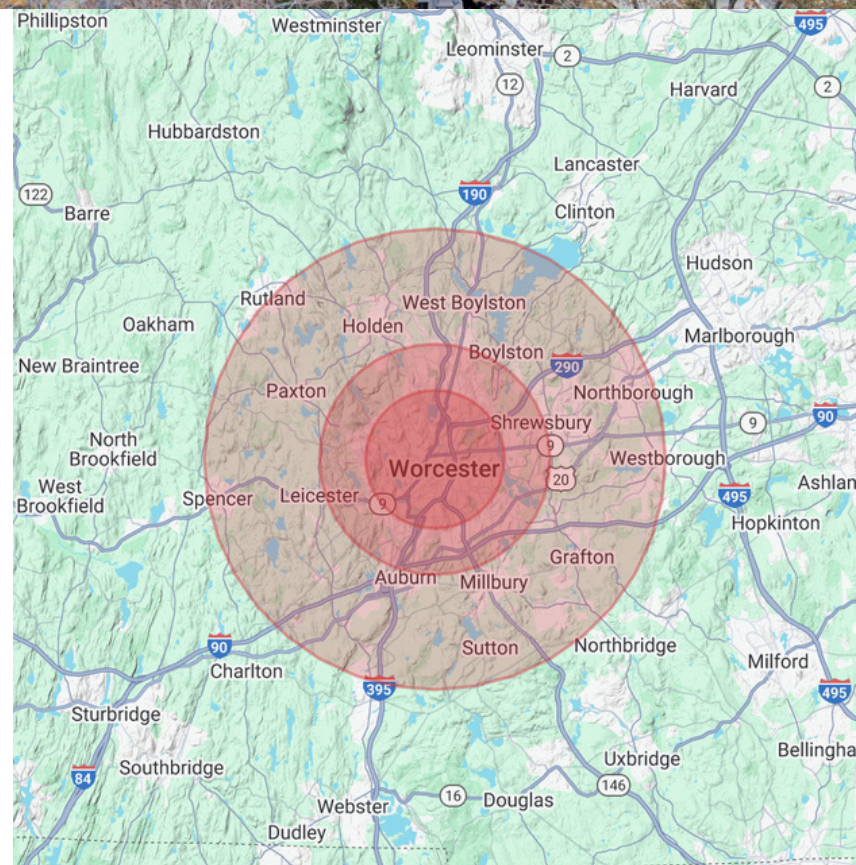 Phillipston
Westminster
495
Leominster
2
12
Harvard
2
Hubbardston
Lancaster
122
190
Barre
Clinton
Hudson
Rutland
West Boylston
Oakham
Holden
Marlborough
New Braintree
Boylston
290
Paxton
Northborough
90
Shrewsbury
9
North
Brookfield
9
Worcester
Westborough
West
Brookfield
20
Ashlan
Spencer
Leicester
9
495
Hopkinton
Grafton
Auburn
Millbury
90
Sutton
Northbridge
Charlton
Milford
395
495
Sturbridge
Bellingha
Uxbridge
Southbridge
84
146
Webster
16
Douglas
Dudley